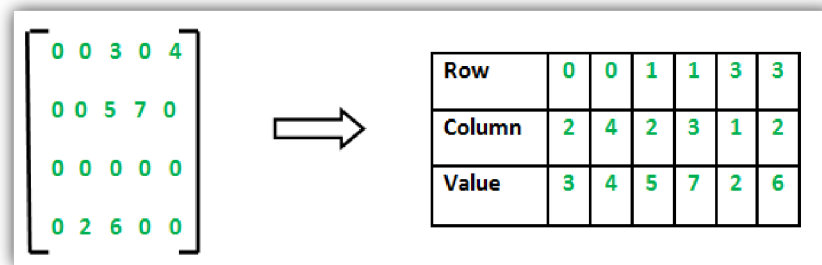 0 0 3 0 4
0 0 5 7 0
0 0 0 0 0
0 2 6 0 0
Row 0 0 1 1 3 3
Column 2 4 2 3 1 2
Value 3 4 5 7 2 6